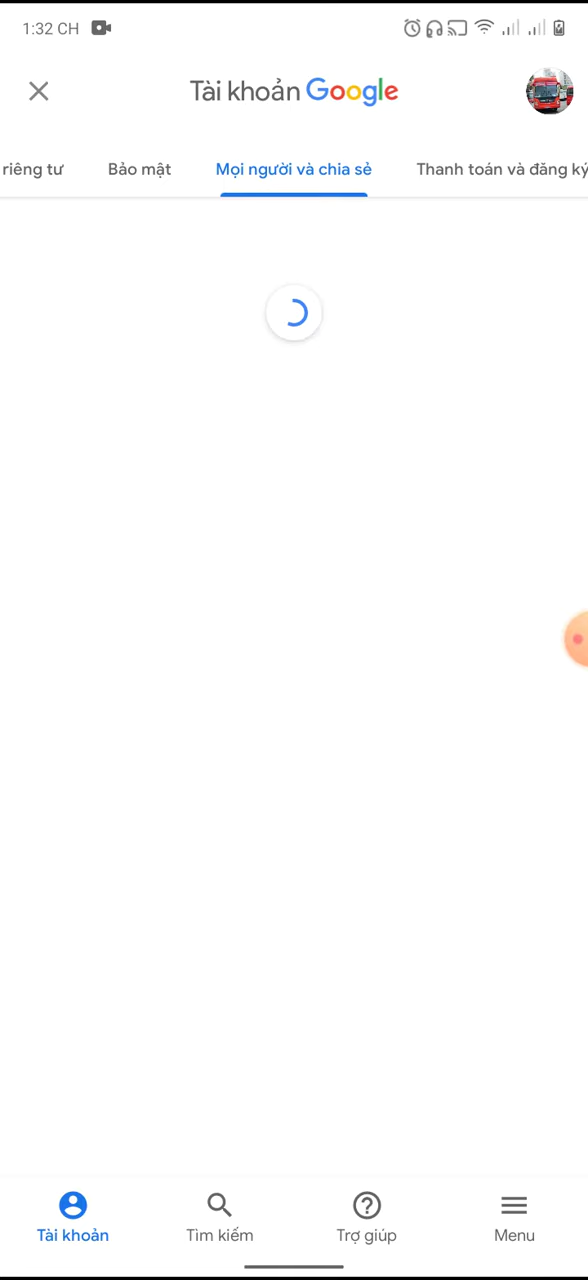 1:32 CH
Tài khoản Google
riêng tư Bảo mật Mọi người và chia sẻ Thanh toán và đăng ký
Tài khoản Tìm kiếm Trợ giúp Menu